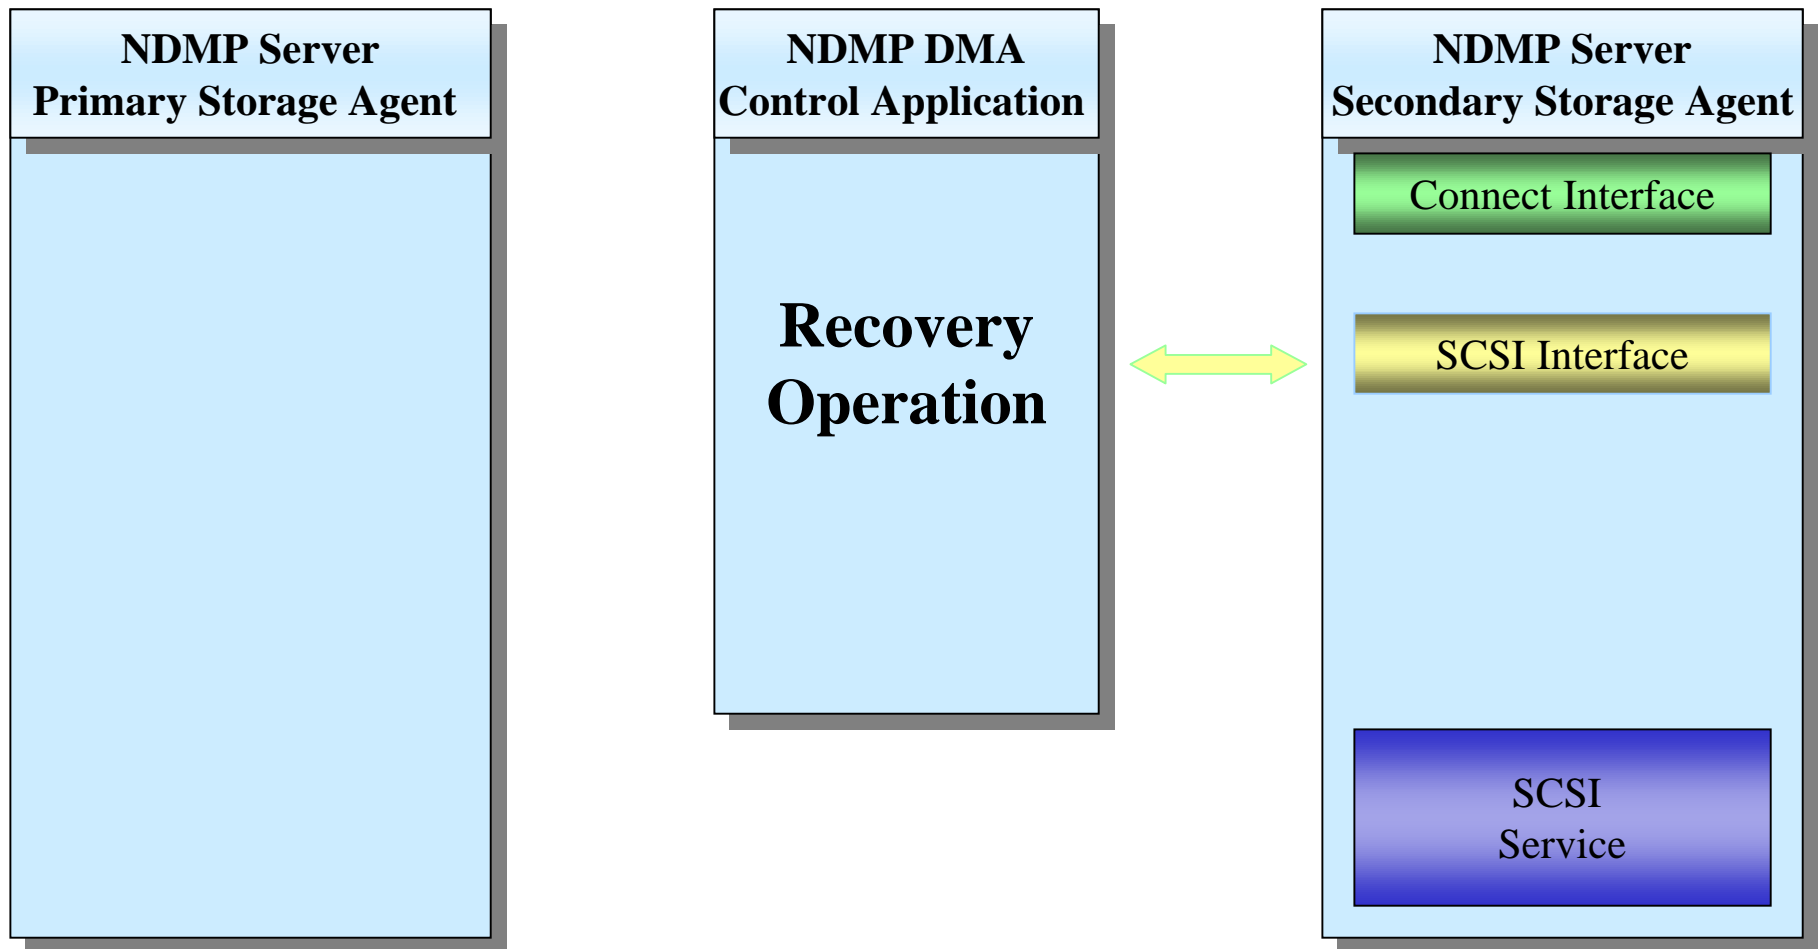 NDMP Server
Primary Storage Agent
NDMP DMA
Control Application
NDMP Server
Secondary Storage Agent
Connect Interface
Recovery
Operation
SCSI Interface
SCSI
Service